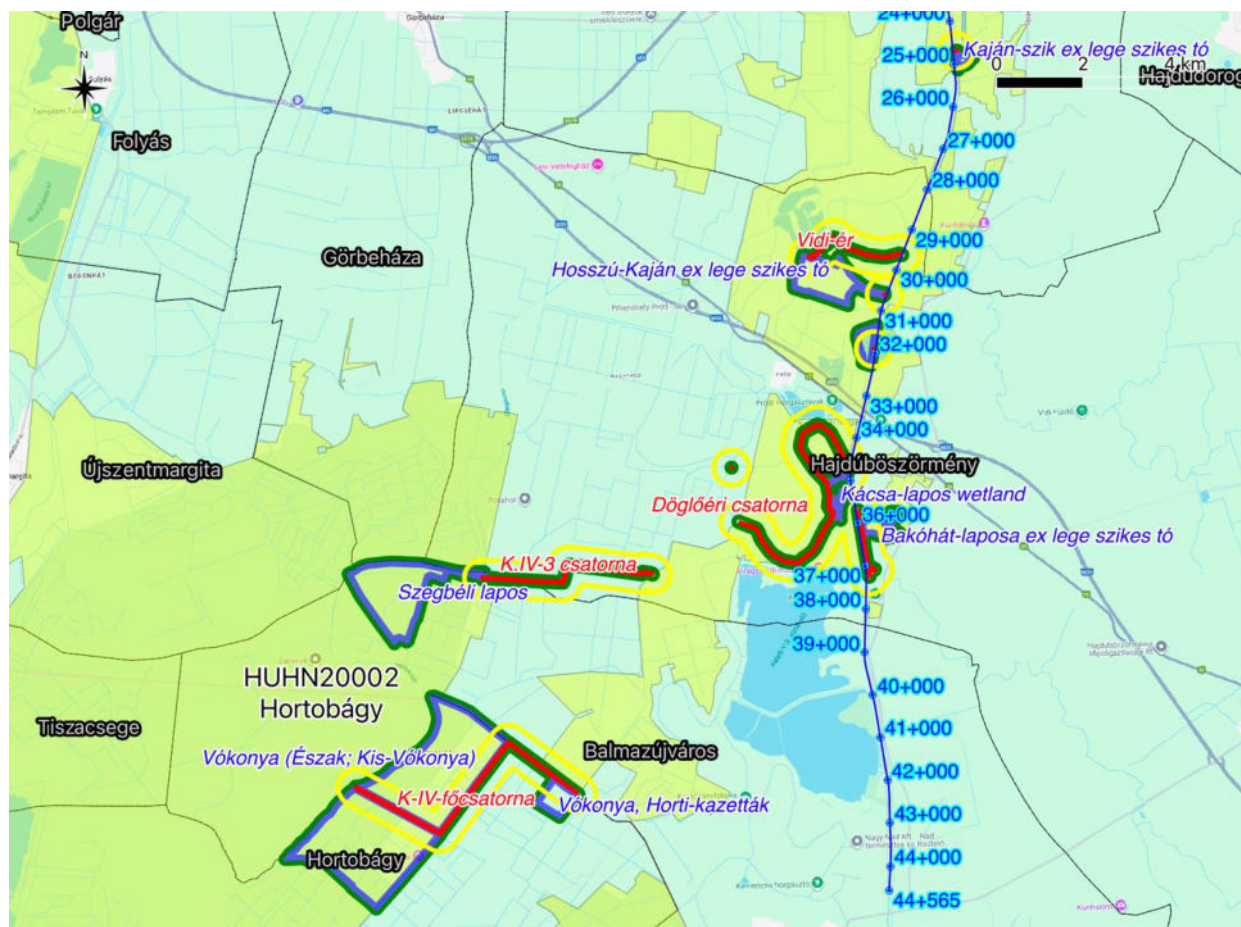 Polgár
Görbeháza
24+000
25+000
Kaján-szik ex lege szikes tó
N
0 2 4 km
Hajdúdorog
26+000
Folyás
27+000
28+000
Görbeháza
Vidi-ér
29+000
Hosszú-Kaján ex lege szikes tó
30+000
31+000
32+000
33+000
34+000
Újszentmargita
Hajdúböszörmény
Kácsa-lapos wetland
Döglőéri csatorna
36+000
Bakóhát-laposa ex lege szikes tó
K.IV-3 csatorna
37+000
Szegbéli lapos
38+000
39+000
HUHN20002
Hortobágy
40+000
Tiszacsege
41+000
Balmazújváros
Vókonya (Észak; Kis-Vókonya)
42+000
K-IV-főcsatorna
Vókonya, Horti-kazetták
43+000
Hortobágy
44+000
44+565